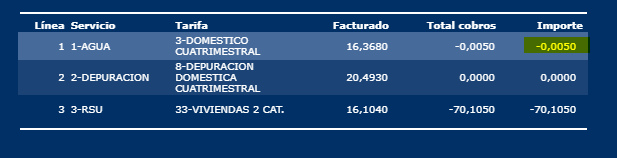 Línea Servicio Tarifa Facturado Total cobros Importe
1 1-AGUA 3-DOMESTICO CUATRIMESTRAL 16,3680 -0,0050 -0,0050
2 2-DEPURACION 8-DEPURACION DOMESTICA CUATRIMESTRAL 20,4930 0,0000 0,0000
3 3-RSU 33-VIVIENDAS 2 CAT. 16,1040 -70,1050 -70,1050